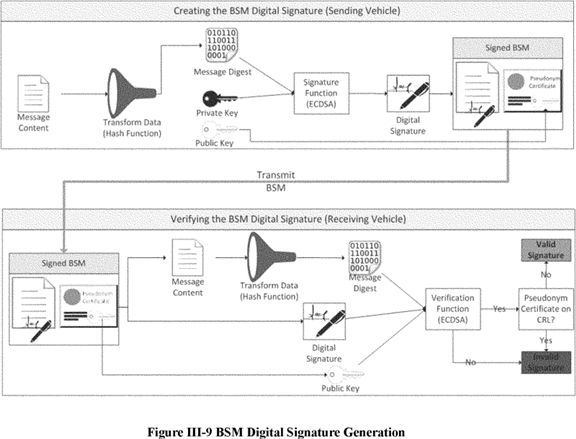 Creating the BSM Digital Signature (Sending Vehicle)
010110
110011
101000
0001
Message Digest
Signed BSM
Pseudonym
Certificate
Message
Content
Transform Data
(Hash Function)
Private Key
Public Key
Signature
Function
(ECDSA)
Digital
Signature
Transmit
BSM
Verifying the BSM Digital Signature (Receiving Vehicle)
Signed BSM
Pseudonym
Certificate
Message
Content
Transform Data
(Hash Function)
010110
110011
101000
0001
Message
Digest
Digital
Signature
Public Key
Verification
Function
(ECDSA)
Yes
No
Pseudonym
Certificate on
CRL?
No
Valid
Signature
Yes
Invalid
Signature
Figure III-9 BSM Digital Signature Generation